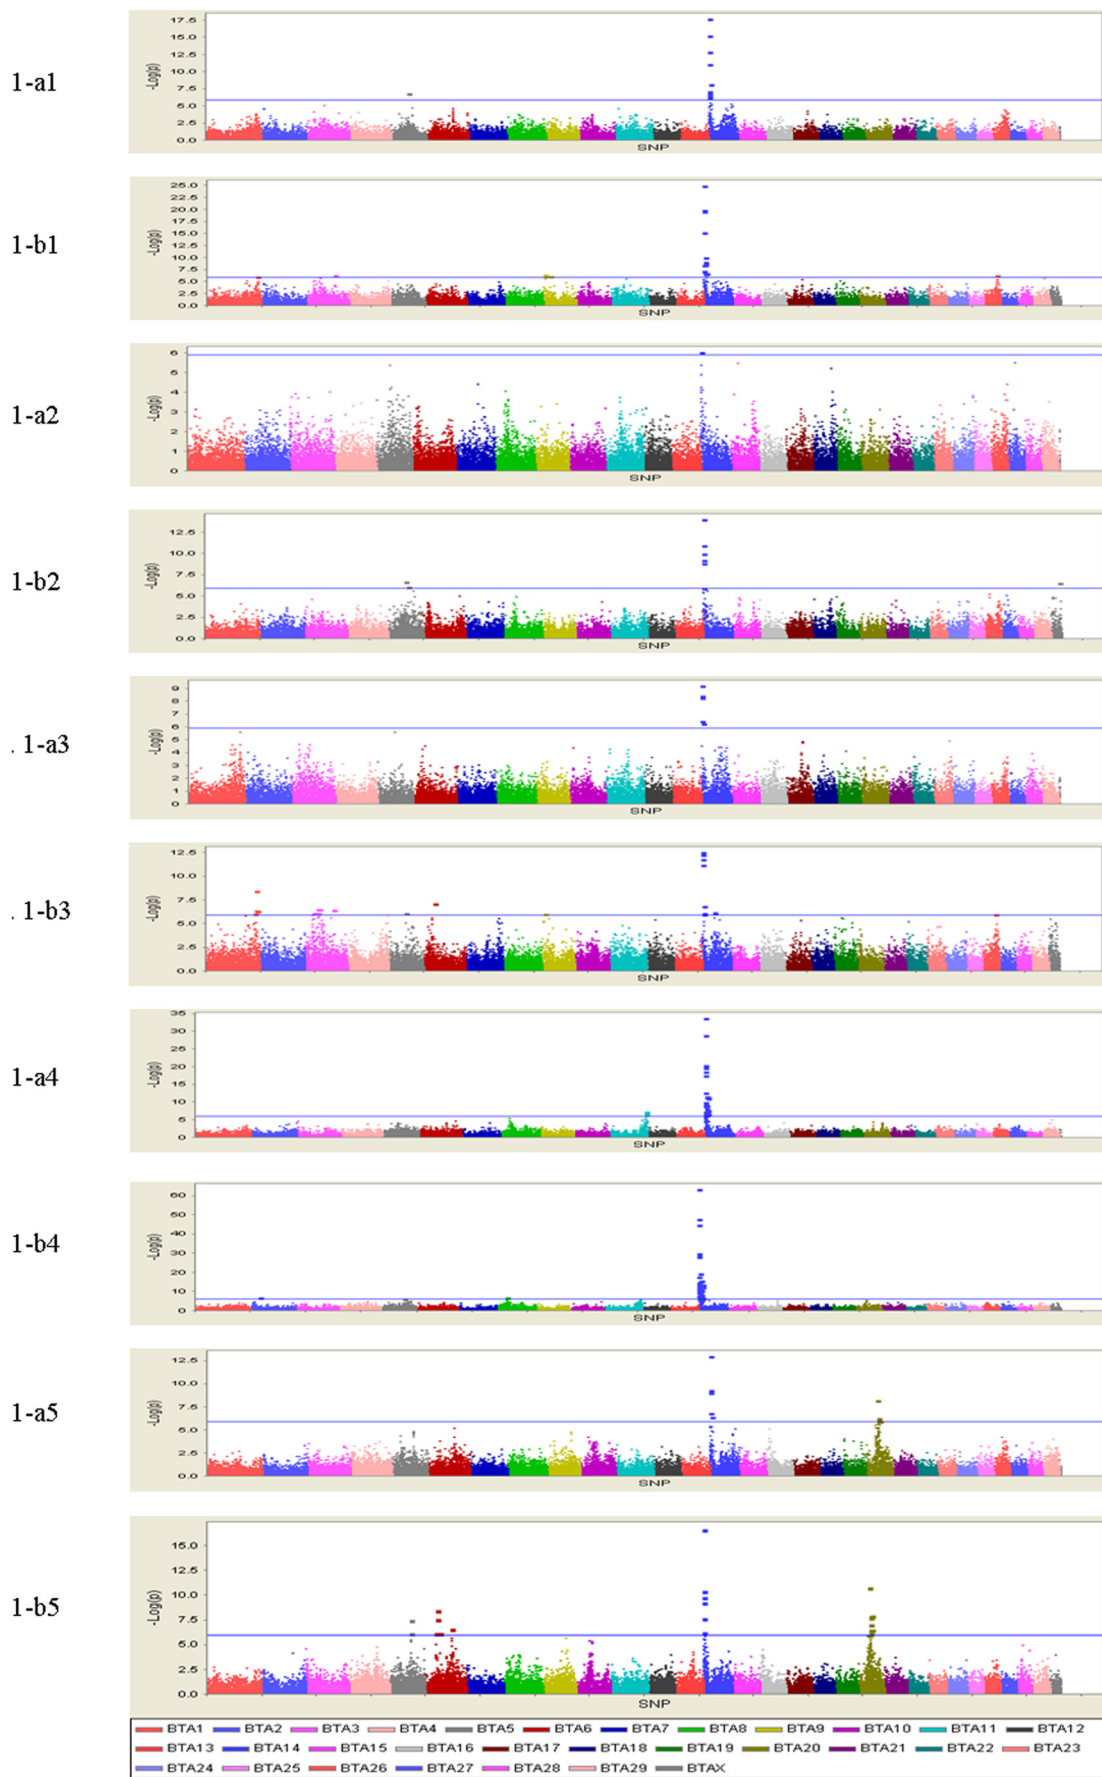 1-a1
-Log(p)
17.5
15.0
12.5
10.0
7.5
5.0
2.5
0.0
SNP
1-b1
-Log(p)
25.0
22.5
20.0
17.5
15.0
12.5
10.0
7.5
5.0
2.5
0.0
SNP
1-a2
-Log(p)
6
5
4
3
2
1
0
SNP
1-b2
-Log(p)
12.5
10.0
7.5
5.0
2.5
0.0
SNP
. 1-a3
-Log(p)
9
8
7
6
5
4
3
2
1
0
SNP
. 1-b3
-Log(p)
12.5
10.0
7.5
5.0
2.5
0.0
SNP
1-a4
-Log(p)
35
30
25
20
15
10
5
0
SNP
1-b4
-Log(p)
60
50
40
30
20
10
0
SNP
1-a5
-Log(p)
12.5
10.0
7.5
5.0
2.5
0.0
SNP
1-b5
-Log(p)
15.0
12.5
10.0
7.5
5.0
2.5
0.0
SNP
BTA1 BTA2 BTA3 BTA4 BTA5 BTA6 BTA7 BTA8 BTA9 BTA10 BTA11 BTA12
BTA13 BTA14 BTA15 BTA16 BTA17 BTA18 BTA19 BTA20 BTA21 BTA22 BTA23
BTA24 BTA25 BTA26 BTA27 BTA28 BTA29 BTAX